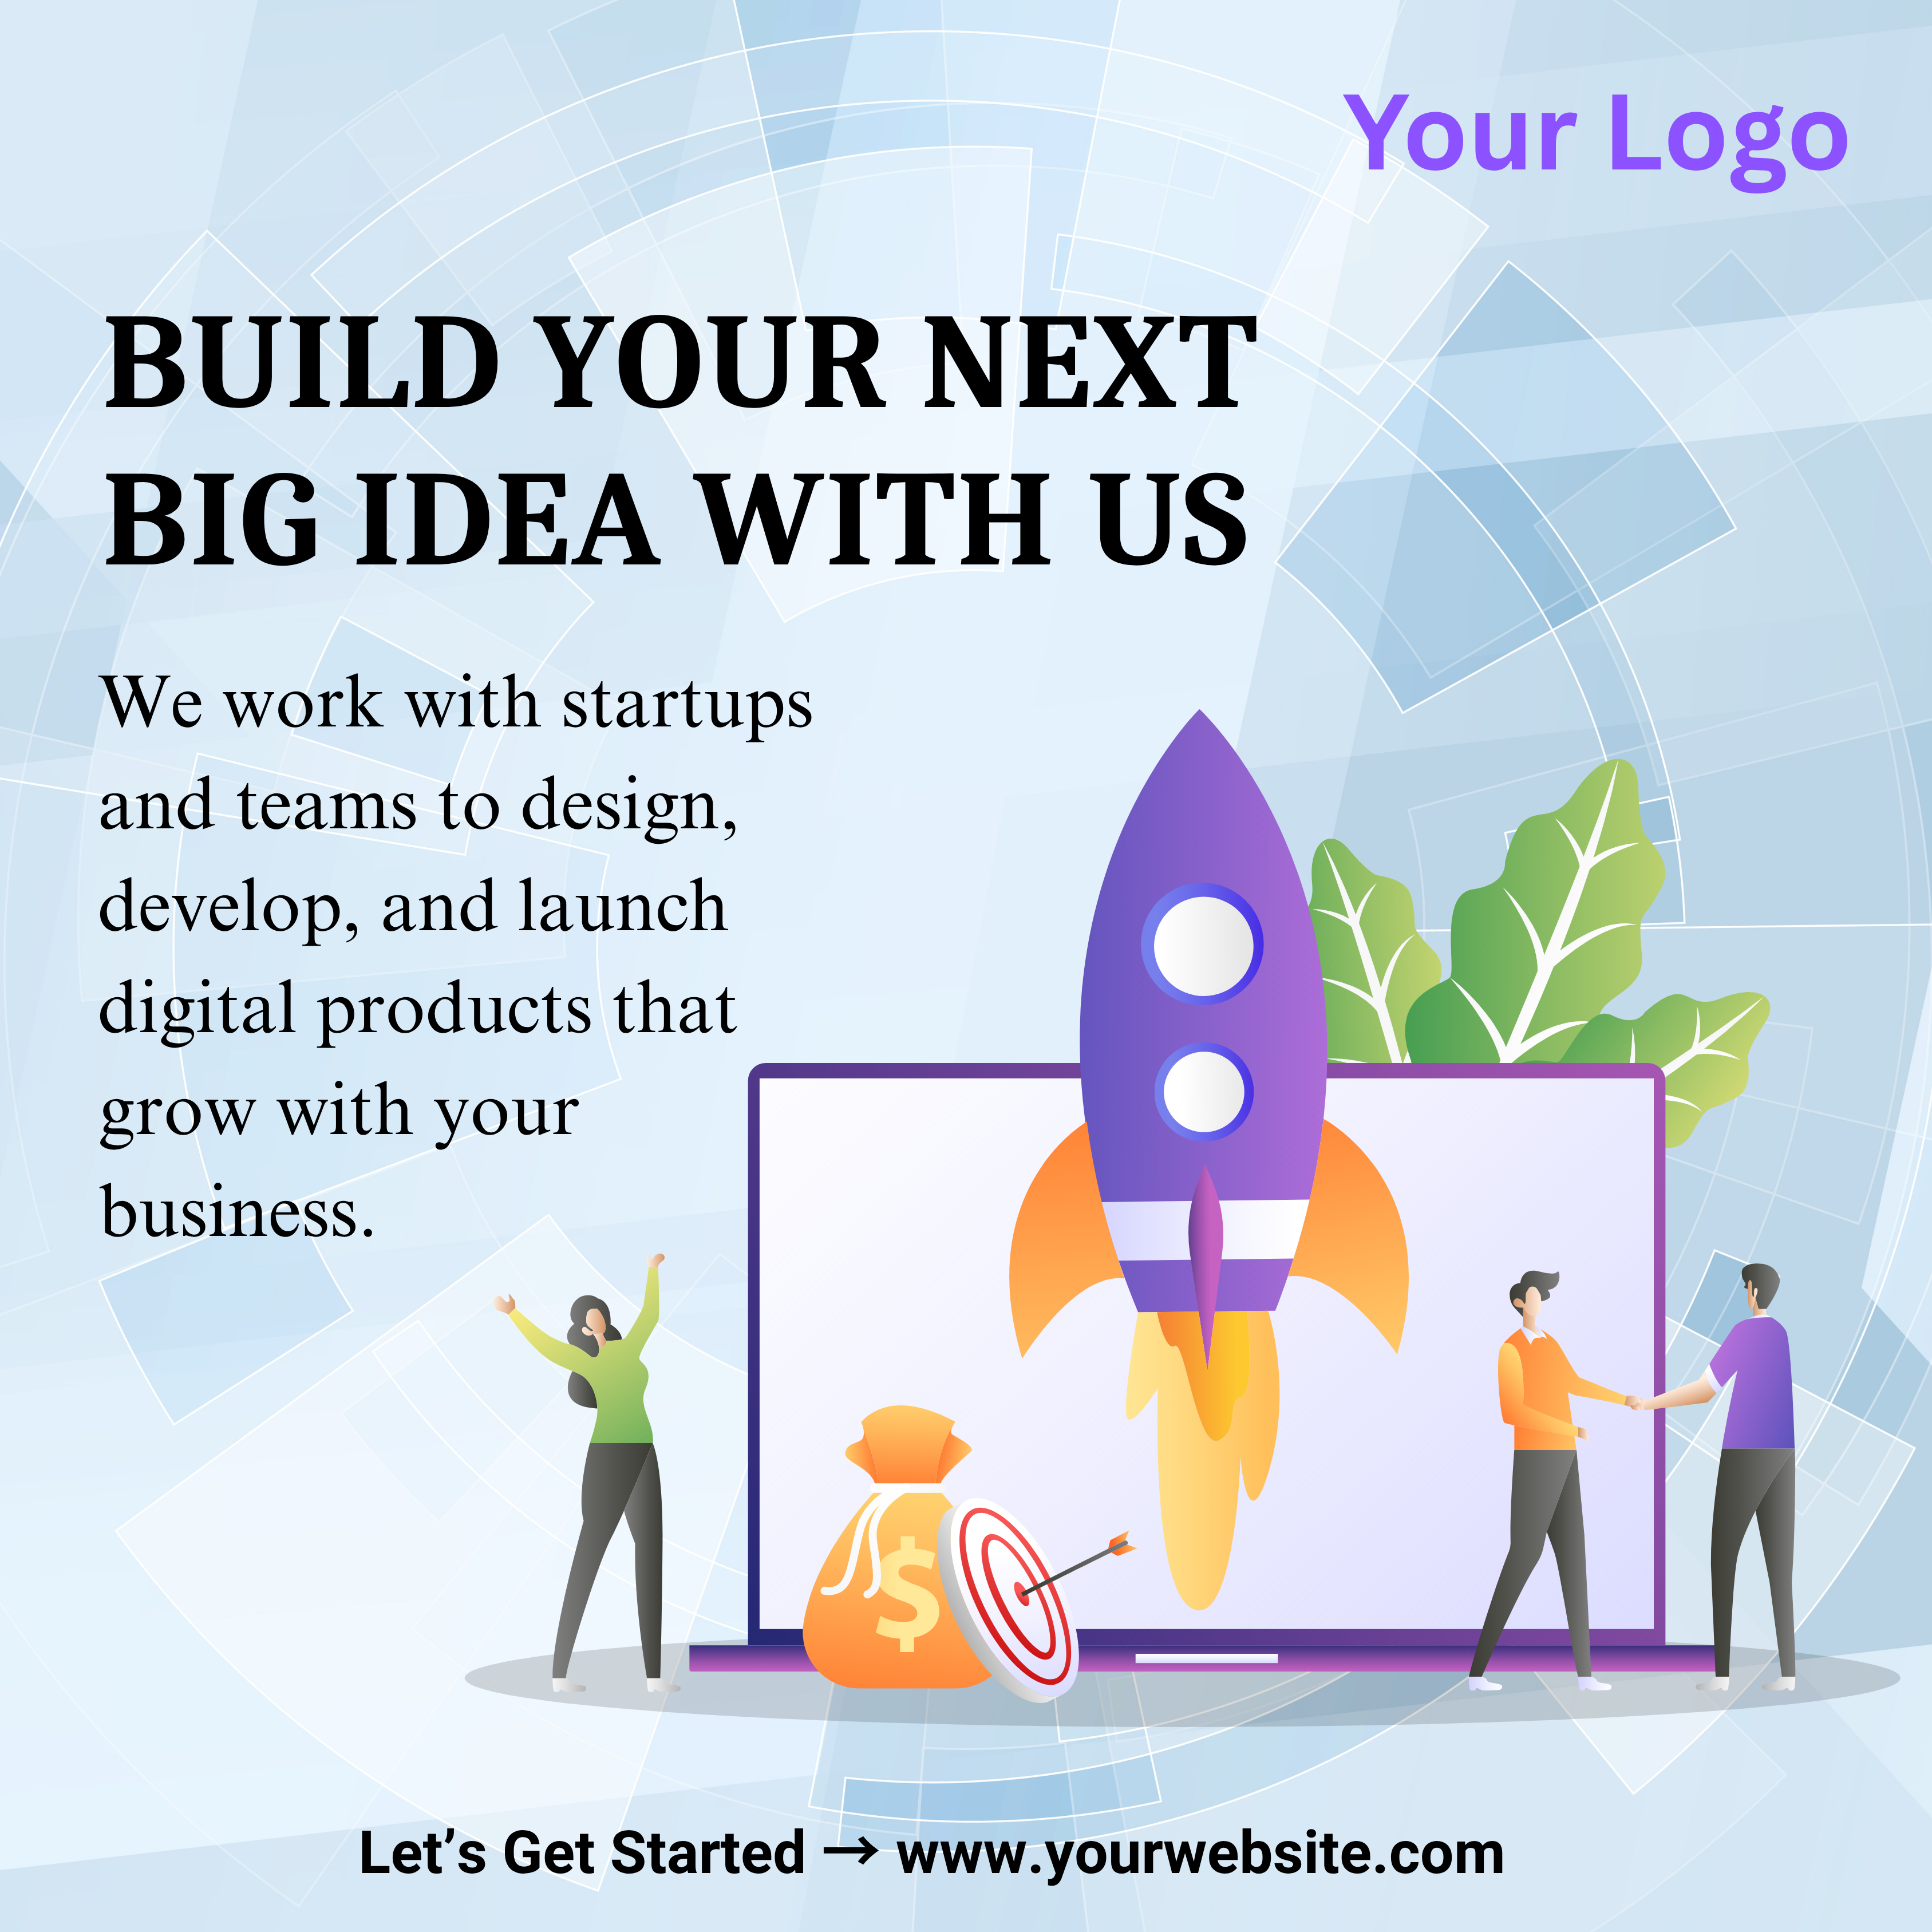 Your Logo
BUILD YOUR NEXT
BIG IDEA WITH US
We work with startups
and teams to design,
develop, and launch
digital products that
grow with your
business.
$
Let’s Get Started → www.yourwebsite.com